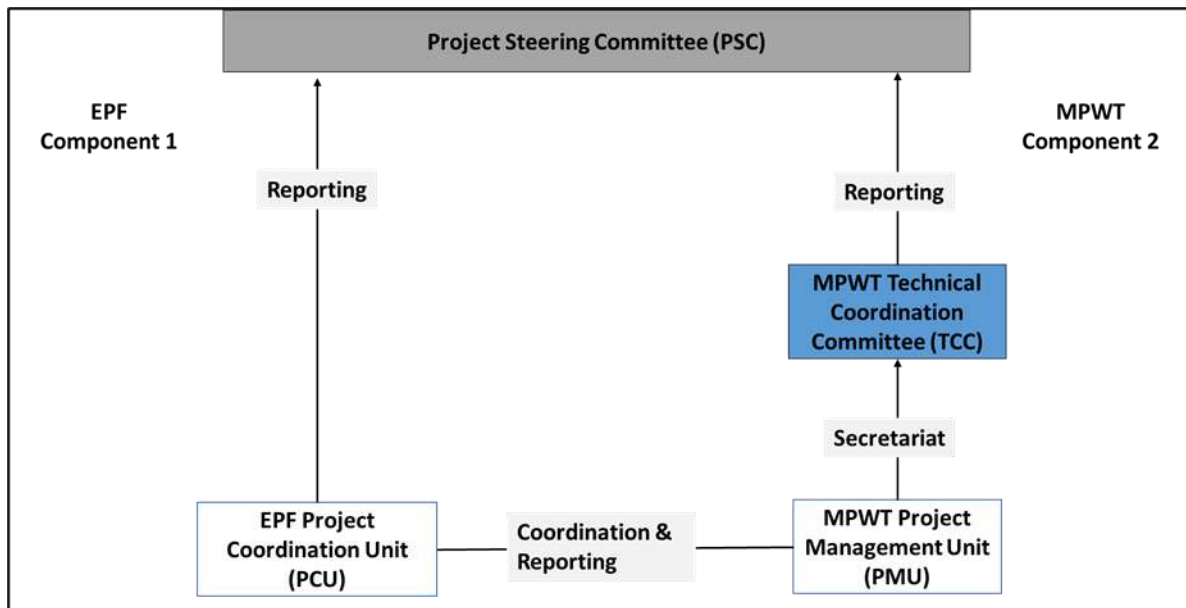 Project Steering Committee (PSC)
EPF
Component 1
MPWT
Component 2
Reporting
Reporting
MPWT Technical
Coordination
Committee (TCC)
Secretariat
EPF Project
Coordination Unit
(PCU)
Coordination &
Reporting
MPWT Project
Management Unit
(PMU)